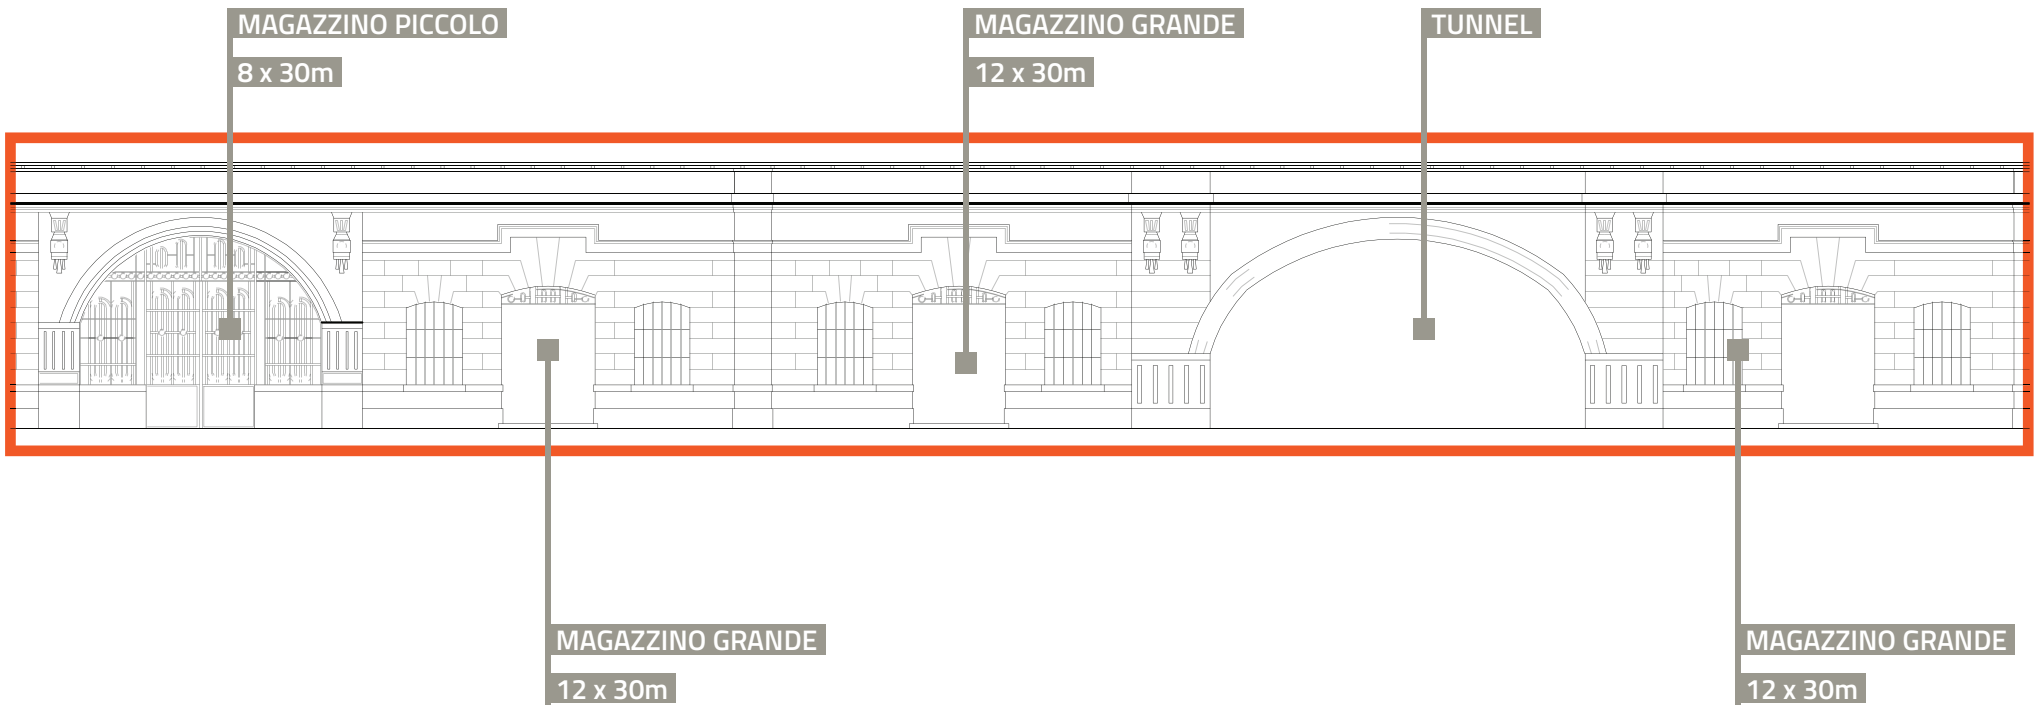 MAGAZZINO PICCOLO
8 x 30m
MAGAZZINO GRANDE
12 x 30m
TUNNEL
MAGAZZINO GRANDE
12 x 30m
MAGAZZINO GRANDE
12 x 30m